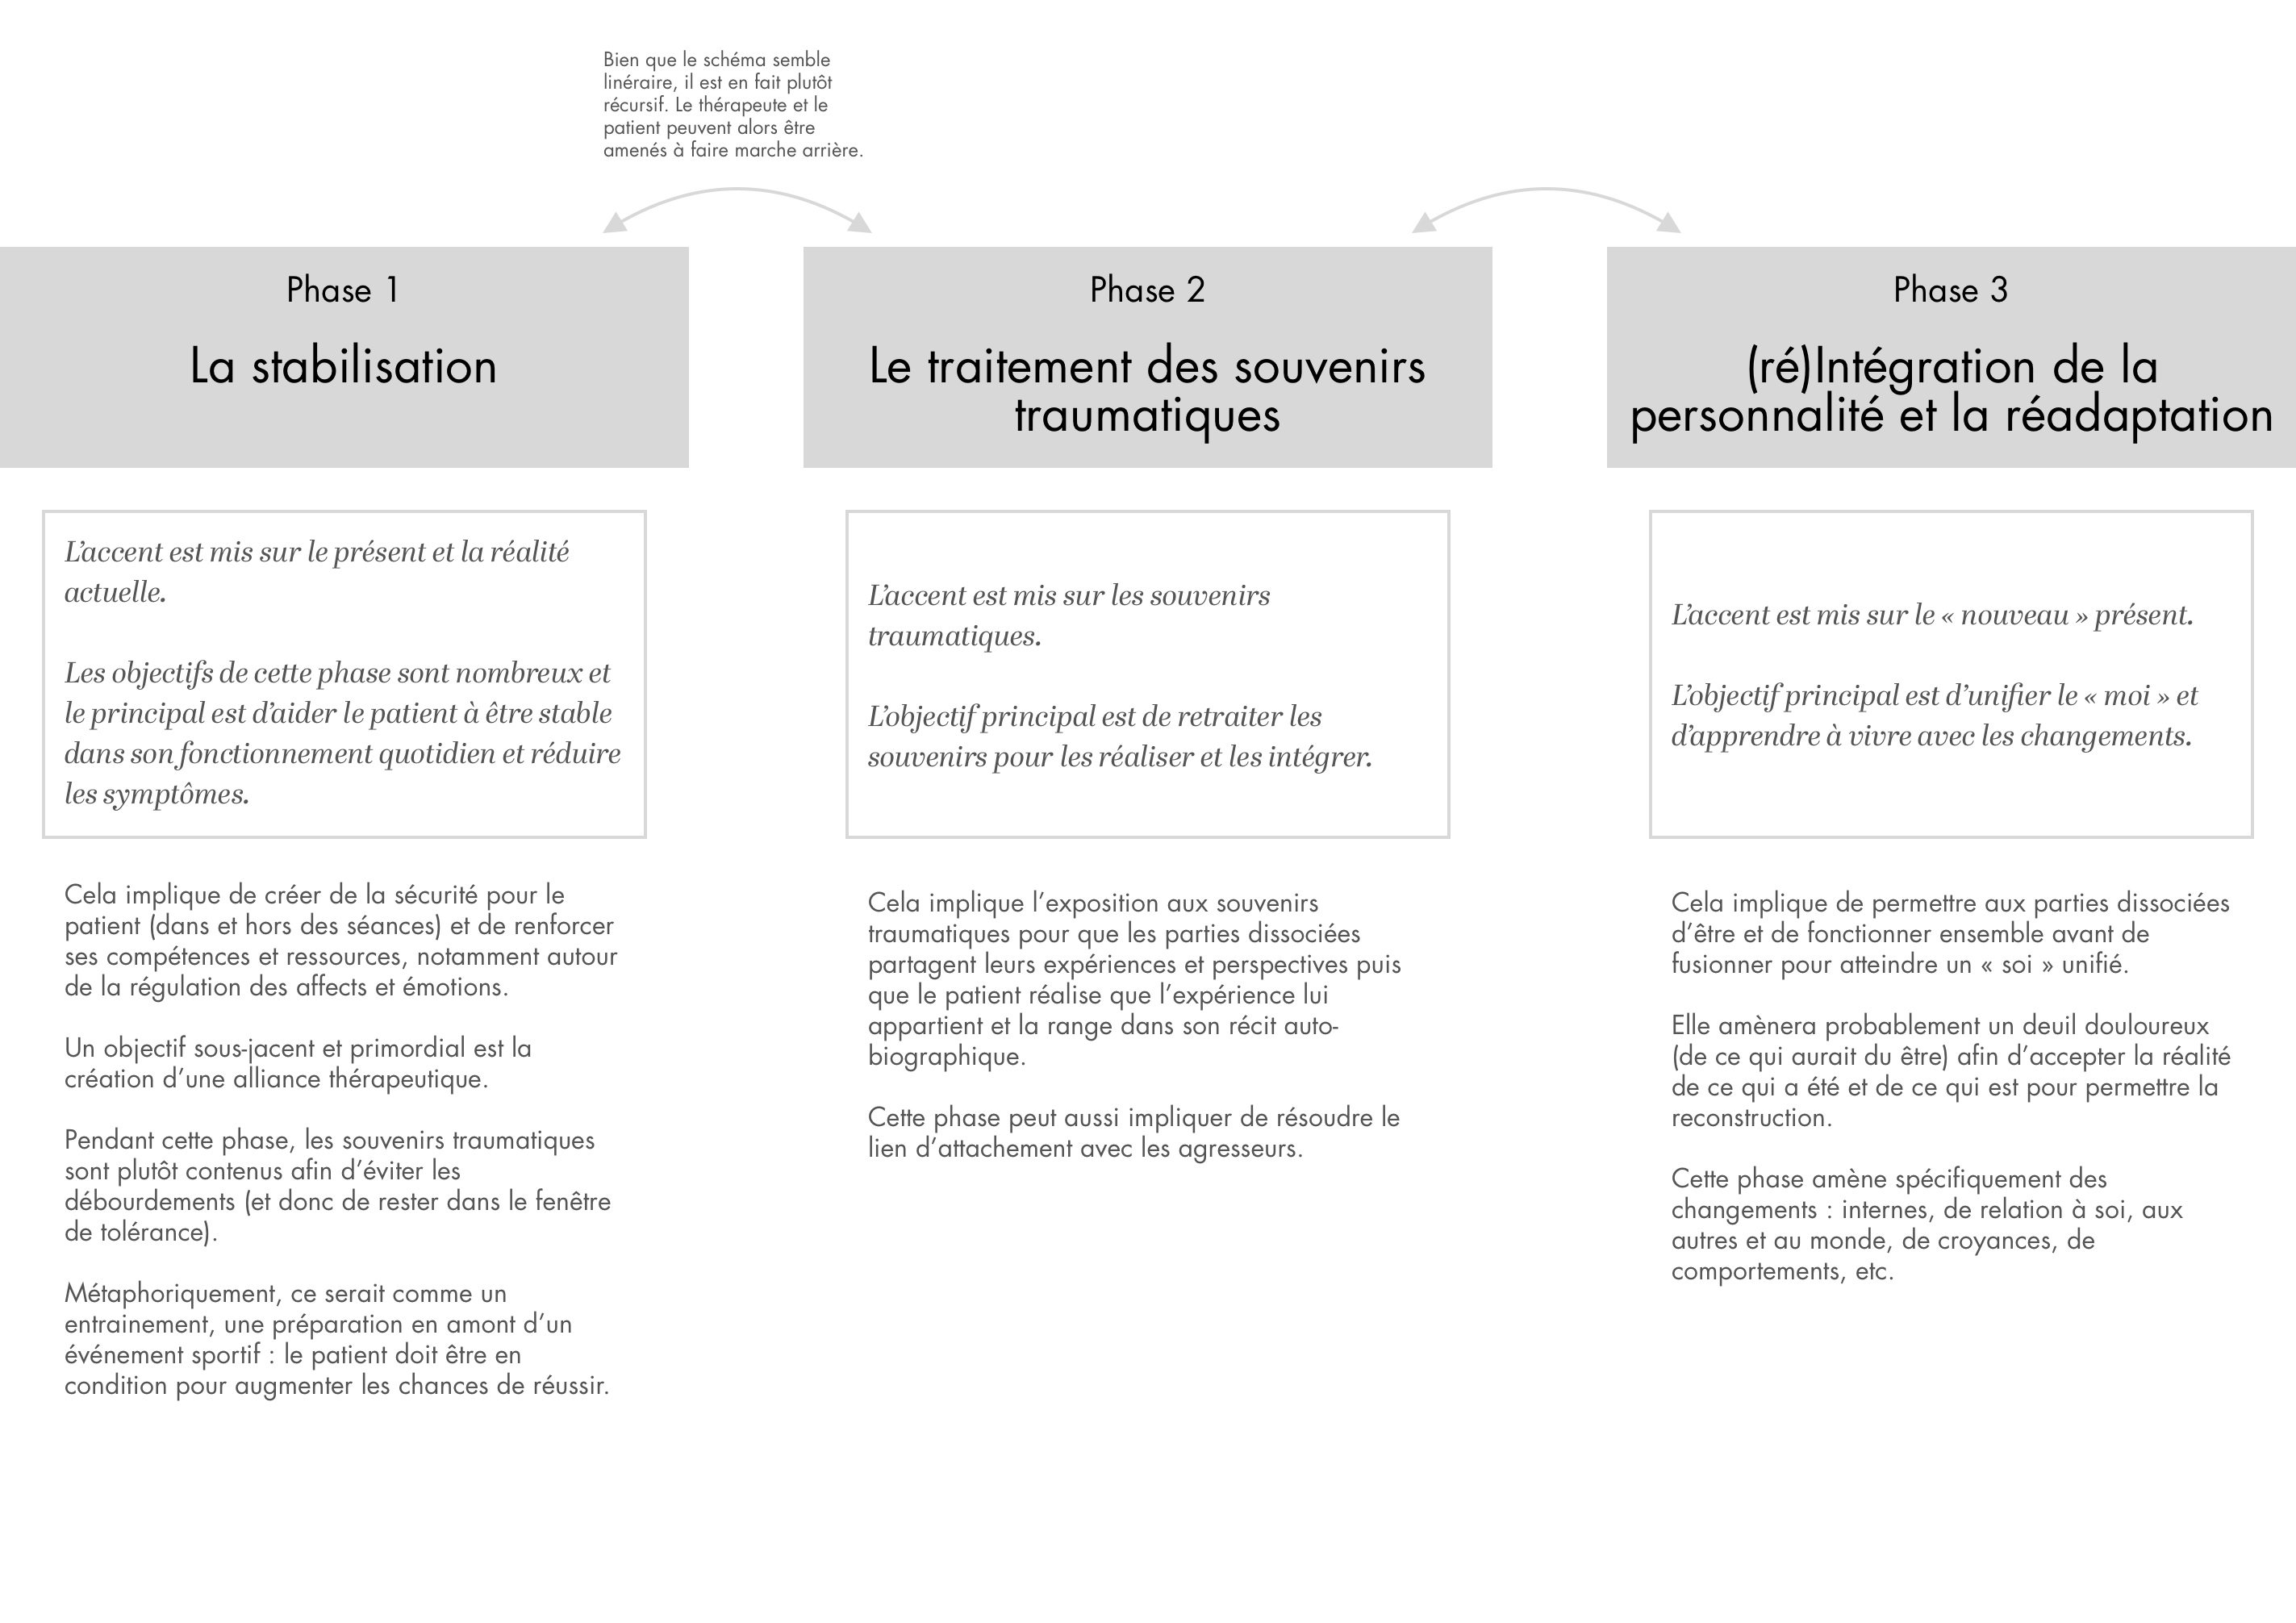 Bien que le schéma semble
linéraire, il est en fait plutôt
récursif. Le thérapeute et le
patient peuvent alors être
amenés à faire marche arrière.
Phase 1
La stabilisation
L’accent est mis sur le présent et la réalité
actuelle.
Les objectifs de cette phase sont nombreux et
le principal est d’aider le patient à être stable
dans son fonctionnement quotidien et réduire
les symptômes.
Cela implique de créer de la sécurité pour le
patient (dans et hors des séances) et de renforcer
ses compétences et ressources, notamment autour
de la régulation des affects et émotions.
Un objectif sous-jacent et primordial est la
création d’une alliance thérapeutique.
Pendant cette phase, les souvenirs traumatiques
sont plutôt contenus afin d’éviter les
débourdements (et donc de rester dans le fenêtre
de tolérance).
Métaphoriquement, ce serait comme un
entrainement, une préparation en amont d’un
événement sportif : le patient doit être en
condition pour augmenter les chances de réussir.
Phase 2
Le traitement des souvenirs
traumatiques
L’accent est mis sur les souvenirs
traumatiques.
L’objectif principal est de retraiter les
souvenirs pour les réaliser et les intégrer.
Cela implique l’exposition aux souvenirs
traumatiques pour que les parties dissociées
partagent leurs expériences et perspectives puis
que le patient réalise que l’expérience lui
appartient et la range dans son récit auto-
biographique.
Cette phase peut aussi impliquer de résoudre le
lien d’attachement avec les agresseurs.
Phase 3
(ré)Intégration de la
personnalité et la réadaptation
L’accent est mis sur le « nouveau » présent.
L’objectif principal est d’unifier le « moi » et
d’apprendre à vivre avec les changements.
Cela implique de permettre aux parties dissociées
d’être et de fonctionner ensemble avant de
fusionner pour atteindre un « soi » unifié.
Elle amènera probablement un deuil douloureux
(de ce qui aurait du être) afin d’accepter la réalité
de ce qui a été et de ce qui est pour permettre la
reconstruction.
Cette phase amène spécifiquement des
changements : internes, de relation à soi, aux
autres et au monde, de croyances, de
comportements, etc.